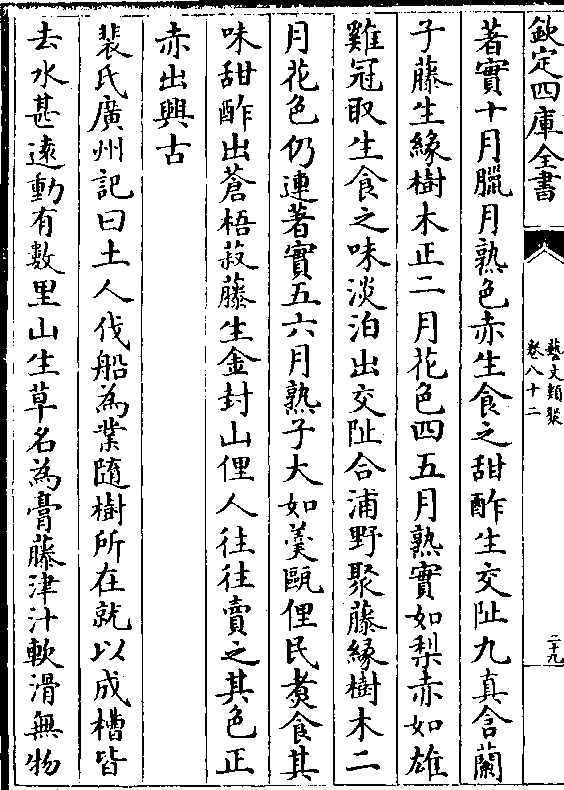 欽定四庫全書
藝文類聚
卷八十二
二十九
著實十月臘月熟色赤生食之甜酢生交阯九真含蘭
子藤生緣樹木正二月花色四五月熟實如梨赤如雄
雞冠取生食之味淡泊出交阯合浦野聚藤緣樹木二
月花色仍連著實五六月熟子大如羹甌俚民煮食其
味甜酢出蒼梧菽藤生金封山俚人往往賣之其色正
赤出興古
裴氏廣州記曰土人伐船為業隨樹所在就以成槽皆
去水甚遠動有數里山生草名為膏藤津汁軟滑無物